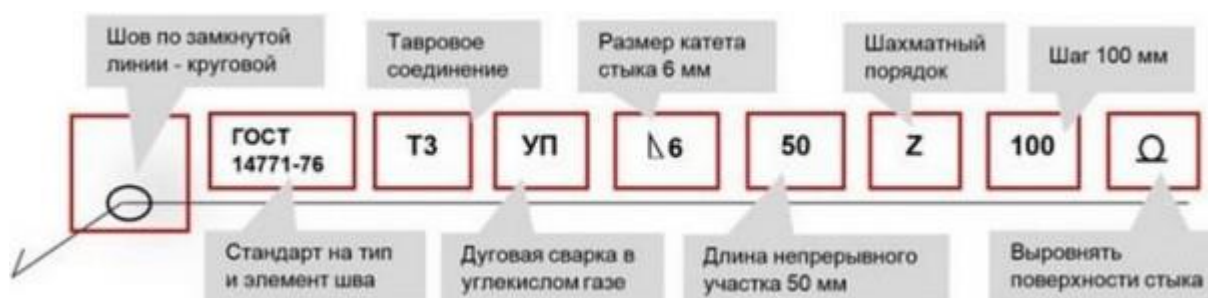 Шов по замкнутой
линии - круговой
Тавровое
соединение
Размер катета
стыка 6 мм
Шахматный
порядок
Шаг 100 мм
ГОСТ
14771-76
Т3
УП
6
50
Z
100
Стандарт на тип
и элемент шва
Дуговая сварка в
углекислом газе
Длина непрерывного
участка 50 мм
Выровнять
поверхности стыка